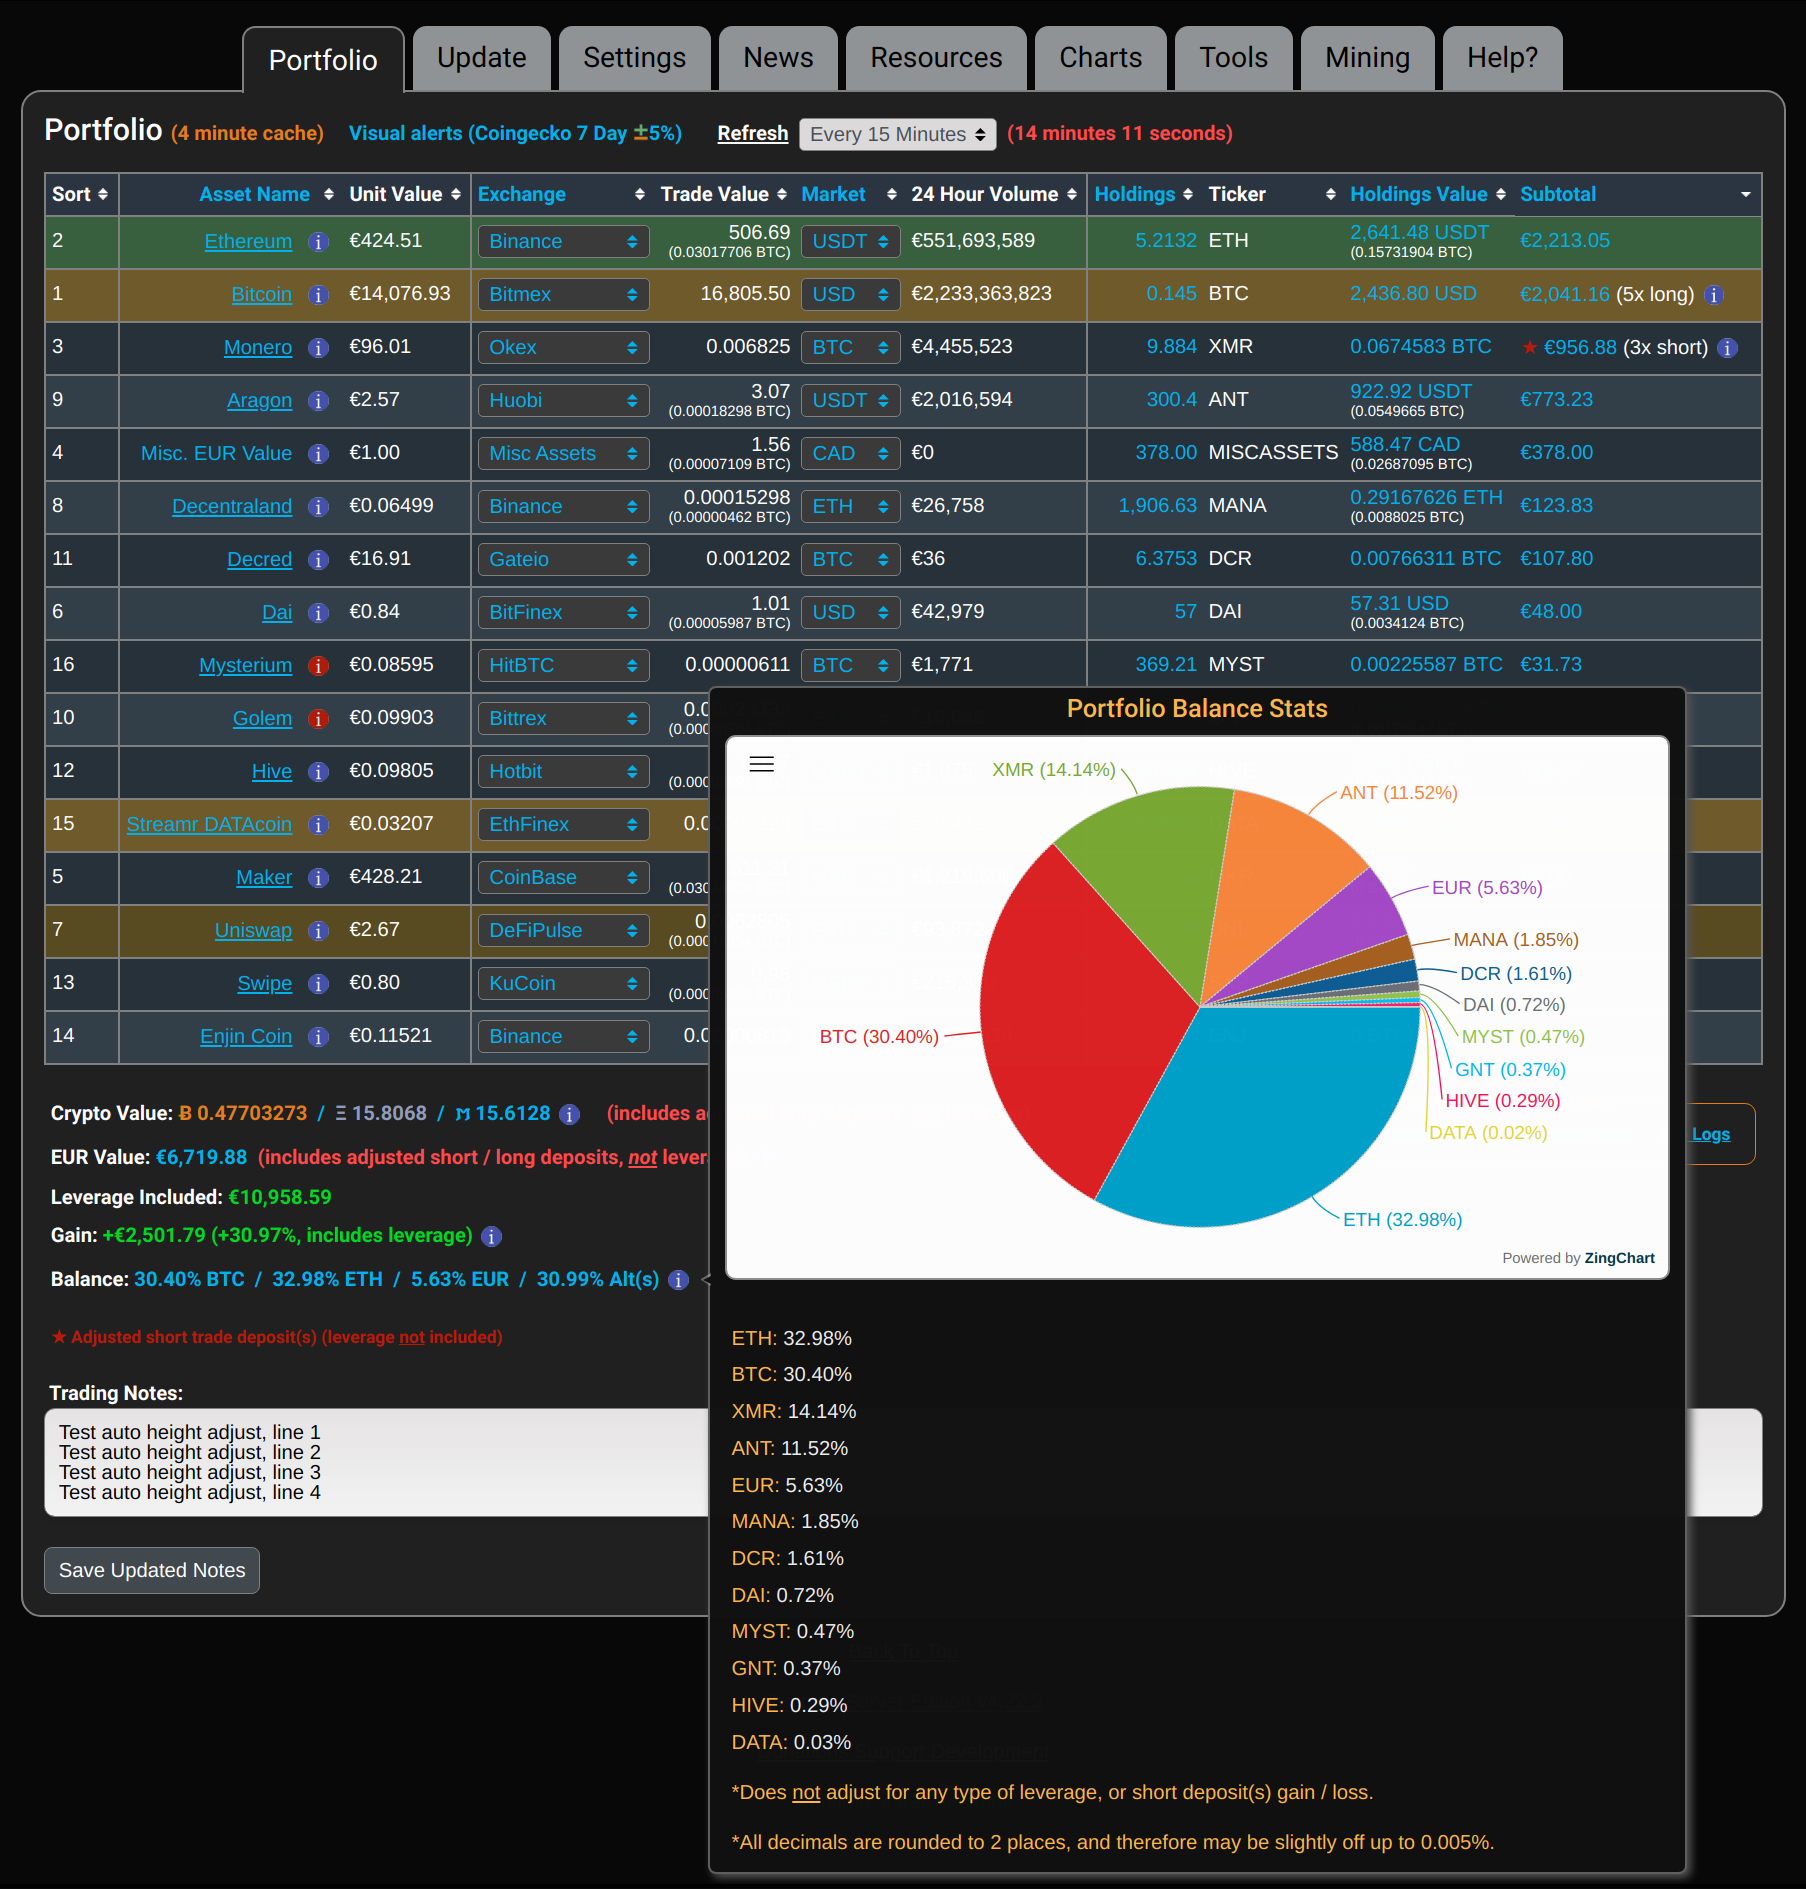 Portfolio Update Settings News Resources Charts Tools Mining Help?
Portfolio (4 minute cache) Visual alerts (Coingecko 7 Day ±5%) Refresh Every 15 Minutes (14 minutes 11 seconds)
Sort Asset Name Unit Value Exchange Trade Value Market 24 Hour Volume Holdings Ticker Holdings Value Subtotal
2 Ethereum i €424.51 Binance 506.69 USDT €551,693,589 5.2132 ETH 2,641.48 USDT €2,213.05
(0.03017706 BTC) (0.15731904 BTC)
1 Bitcoin i €14,076.93 Bitmex 16,805.50 USD €2,233,363,823 0.145 BTC 2,436.80 USD €2,041.16 (5x long) i
3 Monero i €96.01 Okex 0.006825 BTC €4,455,523 9.884 XMR 0.0674583 BTC ★ €956.88 (3x short) i
9 Aragon i €2.57 Huobi 3.07 USDT €2,016,594 300.4 ANT 922.92 USDT €773.23
(0.00018298 BTC) (0.0549665 BTC)
4 Misc. EUR Value i €1.00 Misc Assets 1.56 CAD €0 378.00 MISCASSETS 588.47 CAD €378.00
(0.00007109 BTC) (0.02687095 BTC)
8 Decentraland i €0.06499 Binance 0.00015298 ETH €26,758 1,906.63 MANA 0.29167626 ETH €123.83
(0.00000462 BTC) (0.0088025 BTC)
11 Decred i €16.91 Gateio 0.001202 BTC €36 6.3753 DCR 0.00766311 BTC €107.80
6 Dai i €0.84 BitFinex 1.01 USD €42,979 57 DAI 57.31 USD €48.00
(0.00005987 BTC) (0.0034124 BTC)
16 Mysterium i €0.08595 HitBTC 0.00000611 BTC €1,771 369.21 MYST 0.00225587 BTC €31.73
10 Golem i €0.09903 Bittrex 0.0
(0.000
12 Hive i €0.09805 Hotbit
(0.000
15 Streamr DATAcoin i €0.03207 EthFinex 0.0
5 Maker i €428.21 CoinBase
(0.030
7 Uniswap i €2.67 DeFiPulse 0
(0.000
13 Swipe i €0.80 KuCoin
(0.000
14 Enjin Coin i €0.11521 Binance 0.0
Crypto Value: Ƀ 0.47703273 / Ξ 15.8068 / ɱ 15.6128 i (includes a
EUR Value: €6,719.88 (includes adjusted short / long deposits, not lever
Leverage Included: €10,958.59
Gain: +€2,501.79 (+30.97%, includes leverage) i
Balance: 30.40% BTC / 32.98% ETH / 5.63% EUR / 30.99% Alt(s) i
★ Adjusted short trade deposit(s) (leverage not included)
Logs
Trading Notes:
Test auto height adjust, line 1
Test auto height adjust, line 2
Test auto height adjust, line 3
Test auto height adjust, line 4
Save Updated Notes
Portfolio Balance Stats
XMR (14.14%)
ANT (11.52%)
EUR (5.63%)
MANA (1.85%)
DCR (1.61%)
DAI (0.72%)
MYST (0.47%)
BTC (30.40%)
GNT (0.37%)
HIVE (0.29%)
DATA (0.02%)
ETH (32.98%)
Powered by ZingChart
ETH: 32.98%
BTC: 30.40%
XMR: 14.14%
ANT: 11.52%
EUR: 5.63%
MANA: 1.85%
DCR: 1.61%
DAI: 0.72%
MYST: 0.47%
GNT: 0.37%
HIVE: 0.29%
DATA: 0.03%
*Does not adjust for any type of leverage, or short deposit(s) gain / loss.
*All decimals are rounded to 2 places, and therefore may be slightly off up to 0.005%.